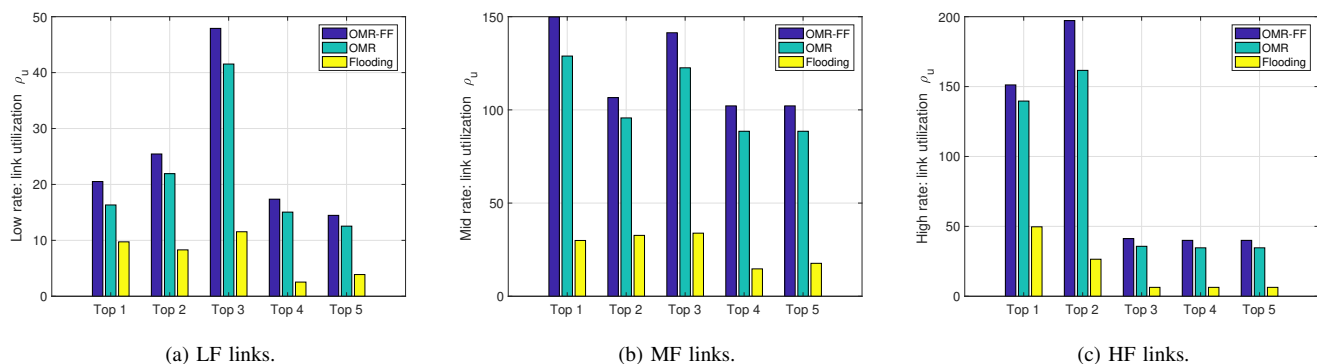 Low rate: link utilization ρu
50
40
30
20
10
0
OMR-FF
OMR
Flooding
Top 1 Top 2 Top 3 Top 4 Top 5
(a) LF links.
Mid rate: link utilization ρu
150
100
50
0
OMR-FF
OMR
Flooding
Top 1 Top 2 Top 3 Top 4 Top 5
(b) MF links.
High rate: link utilization ρu
200
150
100
50
0
OMR-FF
OMR
Flooding
Top 1 Top 2 Top 3 Top 4 Top 5
(c) HF links.